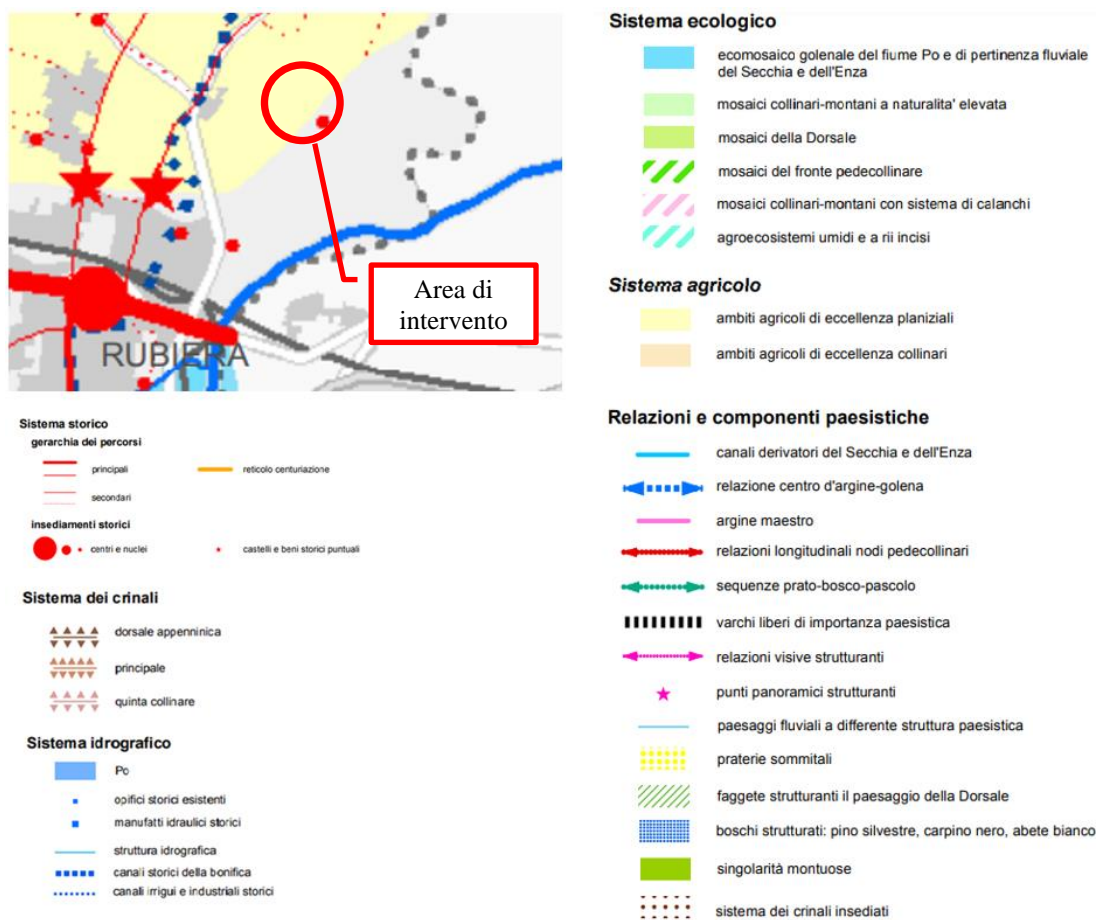 RUBIERA
Area di
intervento
Sistema storico
gerarchia dei percorsi
principali
reticolo centuriazione
secondari
insediamenti storici
centri e nuclei
castelli e beni storici puntuali
Sistema dei crinali
dorsale appenninica
principale
quinta collinare
Sistema idrografico
Po
opifici storici esistenti
manufatti idraulici storici
struttura idrografica
canali storici della bonifica
canali irrigui e industriali storici
Sistema ecologico
ecomosaico golenale del fiume Po e di pertinenza fluviale
del Secchia e dell'Enza
mosaici collinari-montani a naturalita' elevata
mosaici della Dorsale
mosaici del fronte pedecollinare
mosaici collinari-montani con sistema di calanchi
agroecosistemi umidi e a rii incisi
Sistema agricolo
ambiti agricoli di eccellenza planiziali
ambiti agricoli di eccellenza collinari
Relazioni e componenti paesistiche
canali derivatori del Secchia e dell'Enza
relazione centro d'argine-golena
argine maestro
relazioni longitudinali nodi pedecollinari
sequenze prato-bosco-pascolo
varchi liberi di importanza paesistica
relazioni visive strutturanti
punti panoramici strutturanti
paesaggi fluviali a differente struttura paesistica
praterie sommitali
faggete strutturanti il paesaggio della Dorsale
boschi strutturati: pino silvestre, carpino nero, abete bianco
singolarità montuose
sistema dei crinali insediati